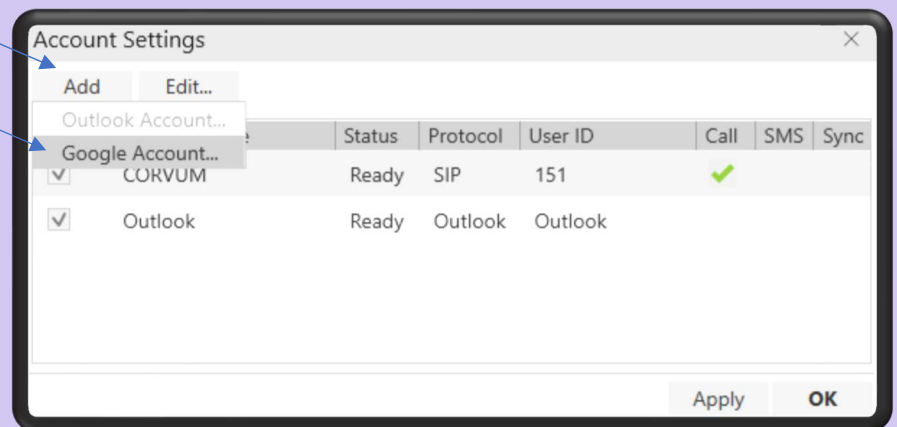 Account Settings
Add Edit...
Outlook Account...
Google Account...
Status Protocol User ID Call SMS Sync
CORVUM Ready SIP 151
Outlook Ready Outlook Outlook
Apply OK